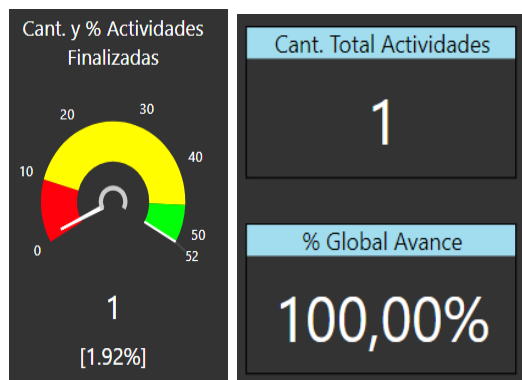 Cant. y % Actividades
Finalizadas
0
10
20
30
40
50
52
1
[1.92%]
Cant. Total Actividades
1
% Global Avance
100,00%